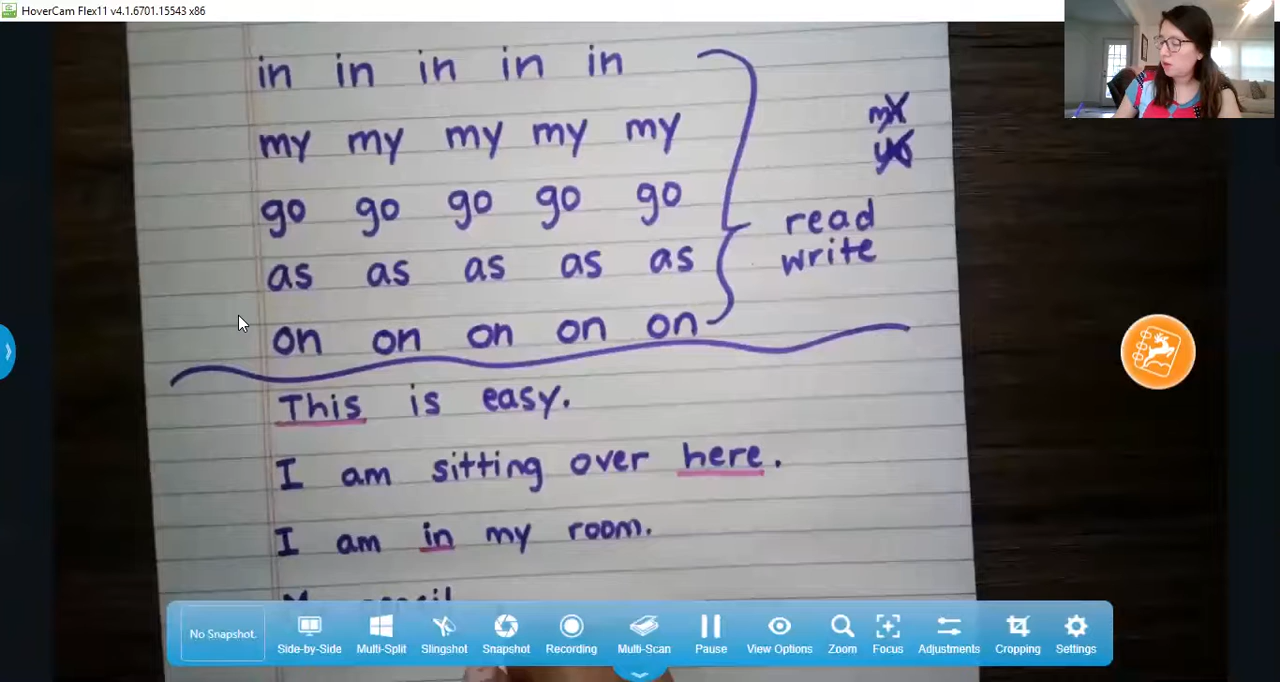 HoverCam Flex11 v4.1.6701.15543 x86
in in in in in
my my my my my
go go go go go
as as as as as
on on on on on
read
write
This is easy.
I am sitting over here.
I am in my room.
No Snapshot.
Side-by-Side Multi-Split Slingshot Snapshot Recording Multi-Scan Pause View Options Zoom Focus Adjustments Cropping Settings